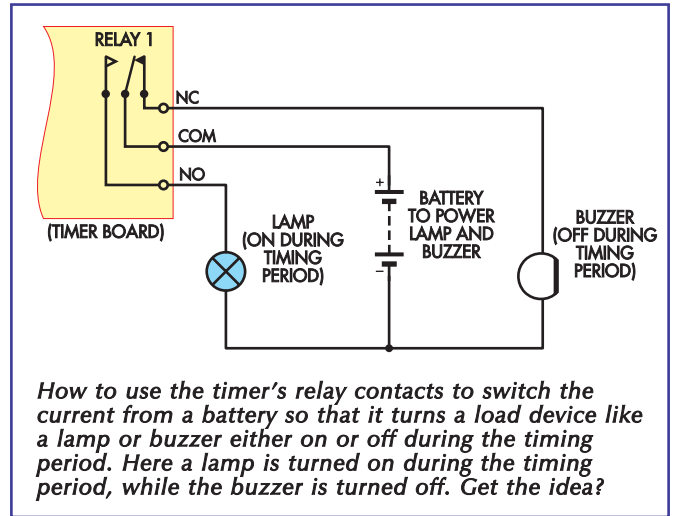 RELAY 1
NC
COM
NO
(TIMER BOARD)
LAMP
(ON DURING
TIMING
PERIOD)
+
–
BATTERY
TO POWER
LAMP AND
BUZZER
BUZZER
(OFF DURING
TIMING
PERIOD)
How to use the timer's relay contacts to switch the
current from a battery so that it turns a load device like
a lamp or buzzer either on or off during the timing
period. Here a lamp is turned on during the timing
period, while the buzzer is turned off. Get the idea?